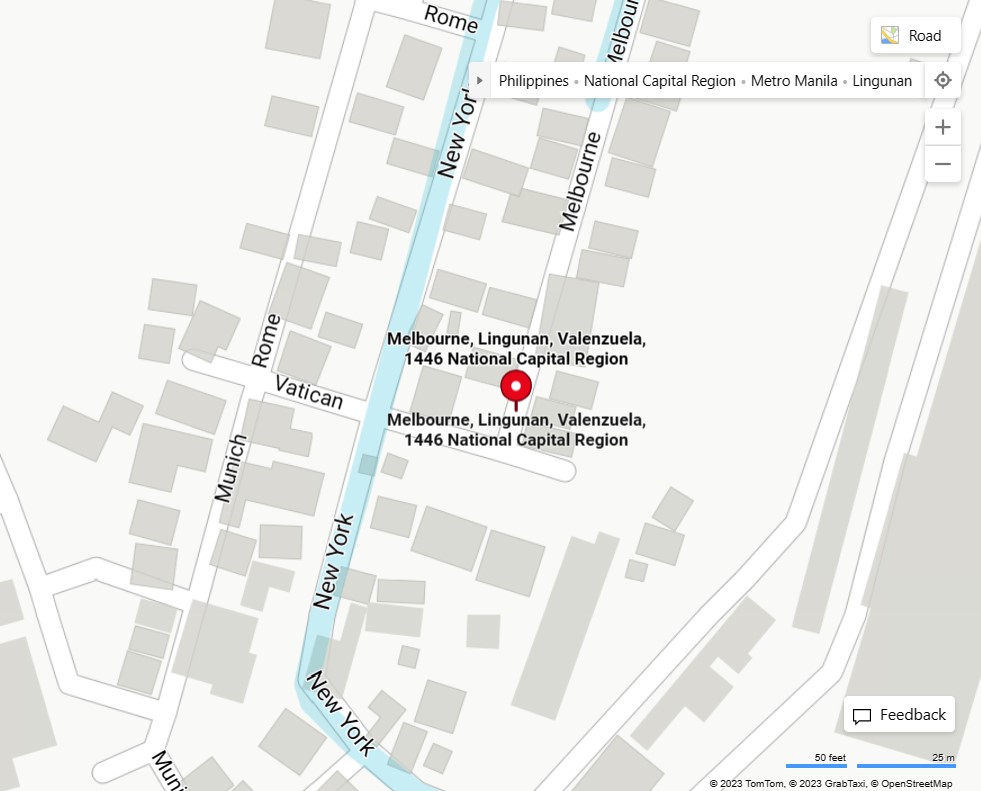 Rome
Melbour
Road
Philippines • National Capital Region • Metro Manila • Lingunan
New York
Melbourne
Rome
Melbourne, Lingunan, Valenzuela,
1446 National Capital Region
Vatican
Melbourne, Lingunan, Valenzuela,
1446 National Capital Region
Munich
New York
New York
Feedback
Muni
50 feet
25 m
© 2023 TomTom, © 2023 GrabTaxi, © OpenStreetMap